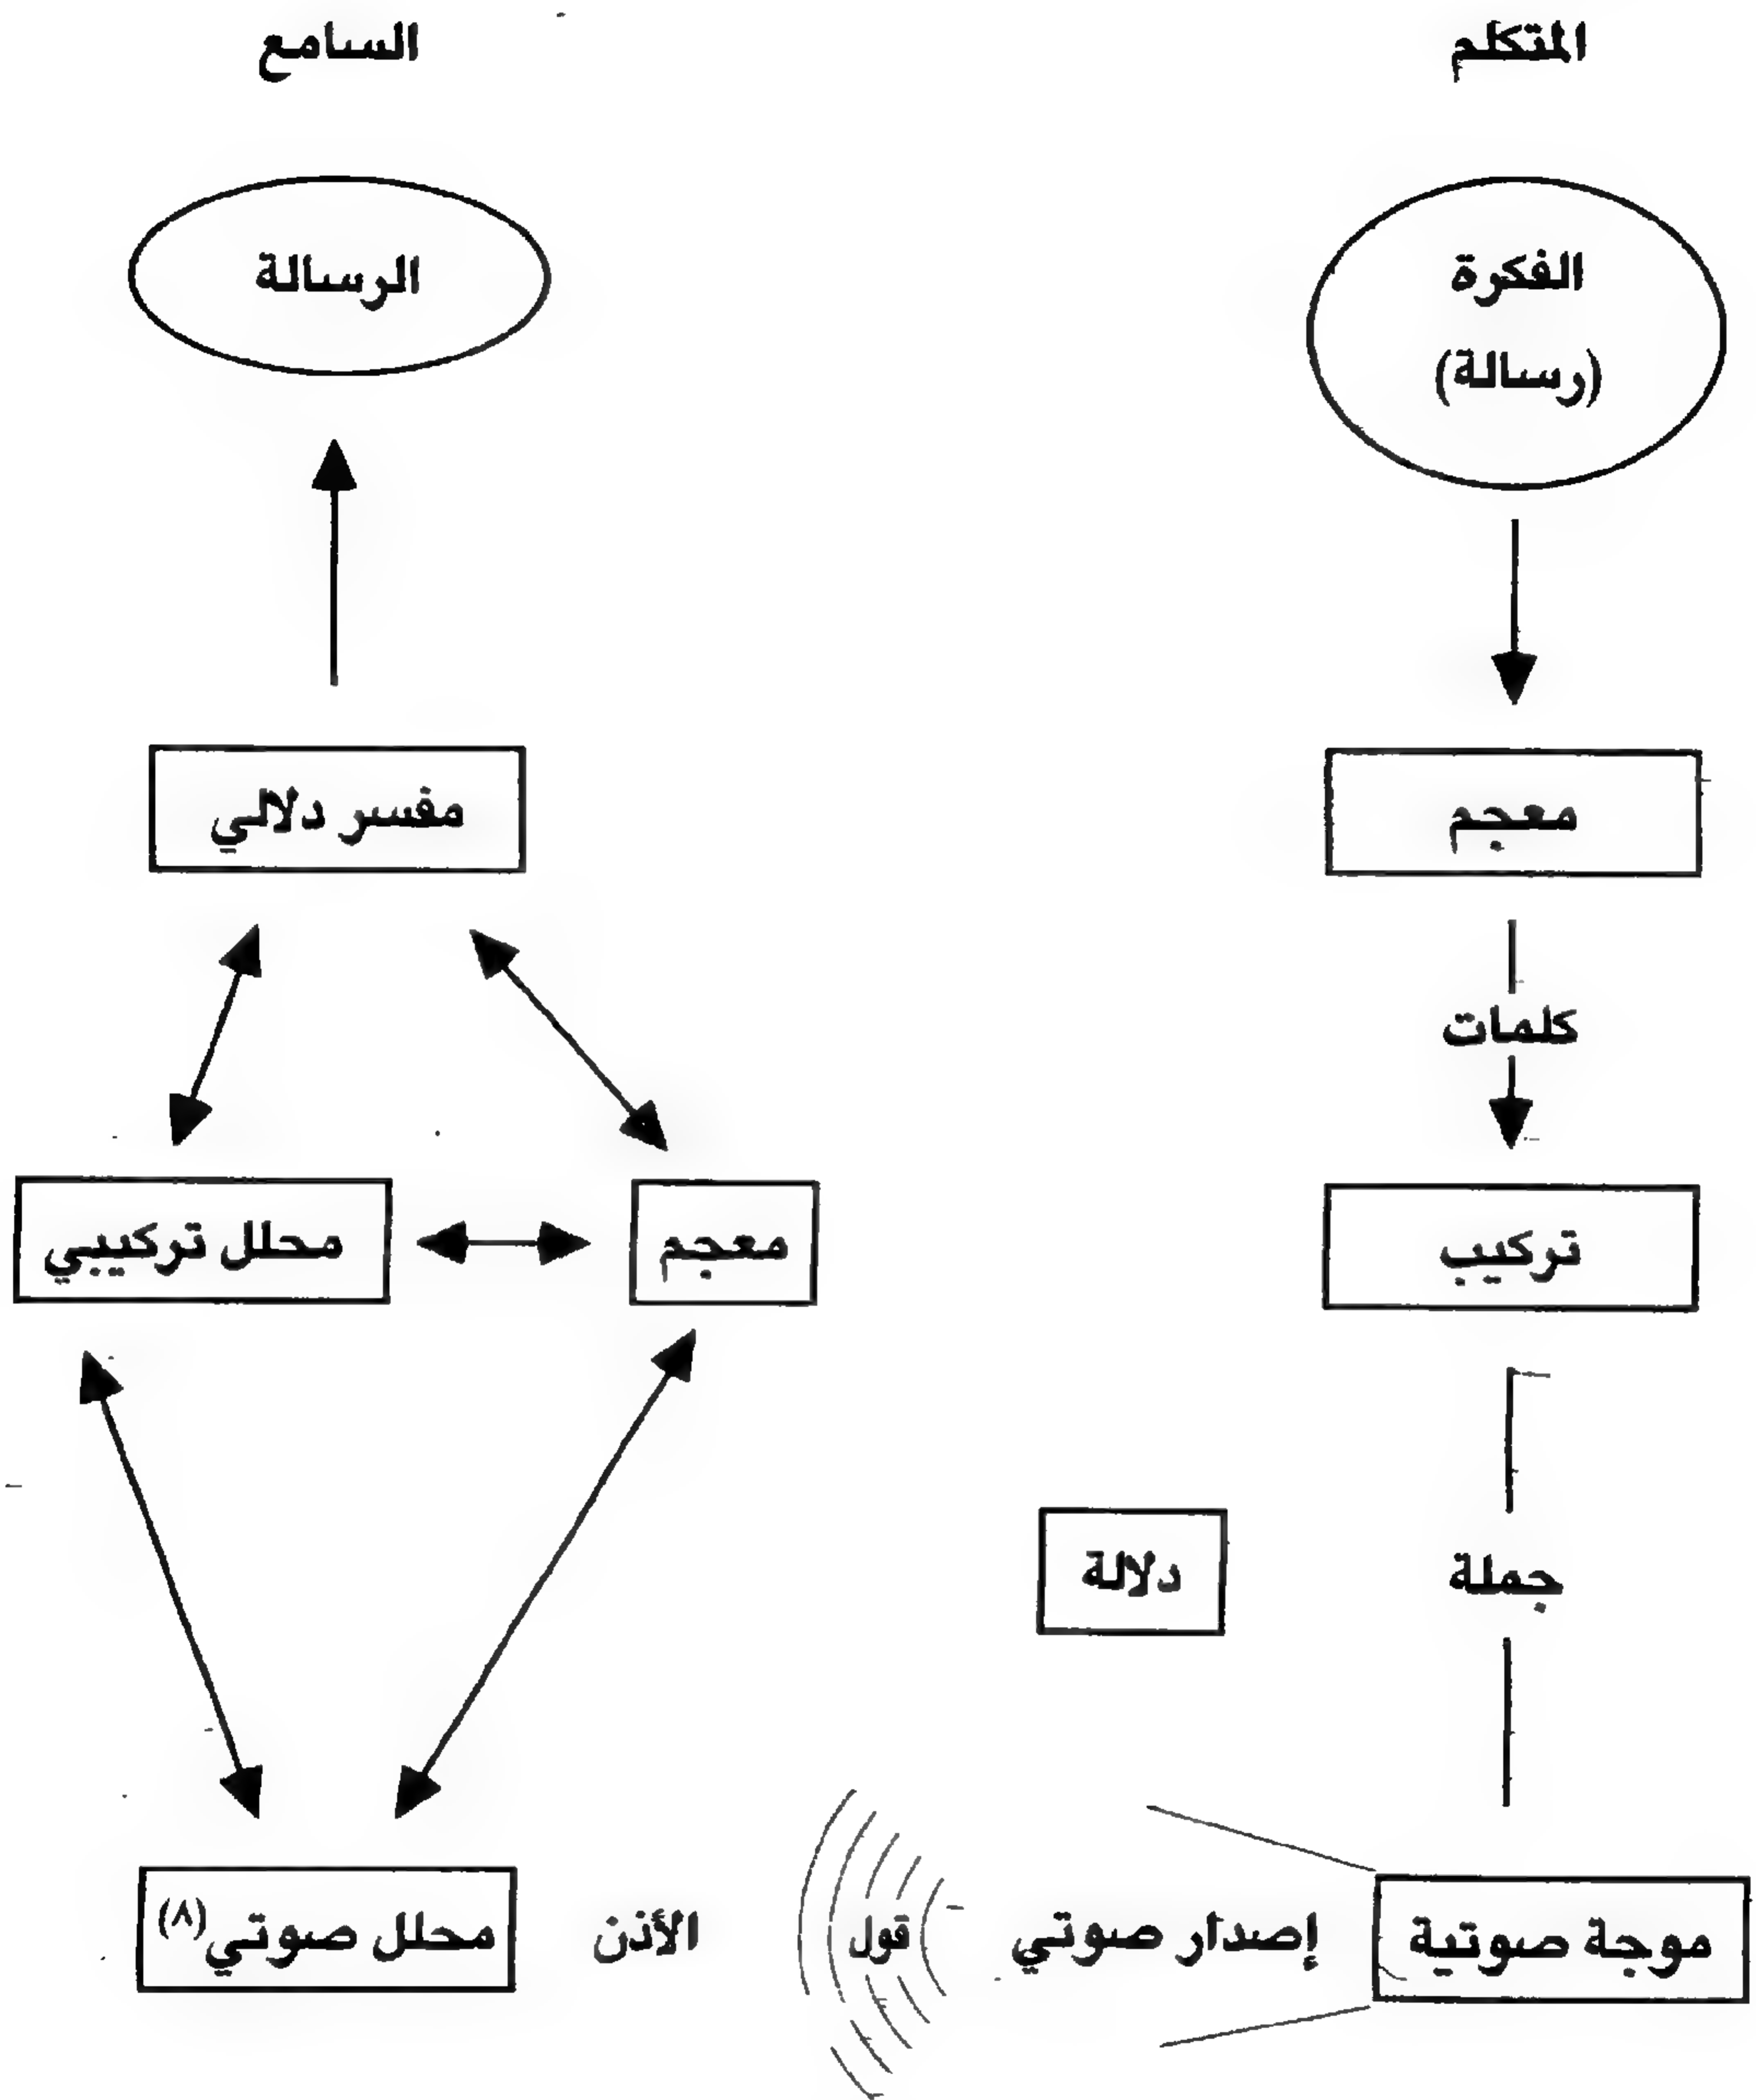 المتكلم
السامع
الفكرة
(رسالة)
الرسالة
معجم
مفسر دلالي
كلمات
تركيب
معجم
محلل تركيبي
جملة
دلالة
موجة صوتية
إصدار صوتي
قول
الأذن
محلل صوتي(٨)